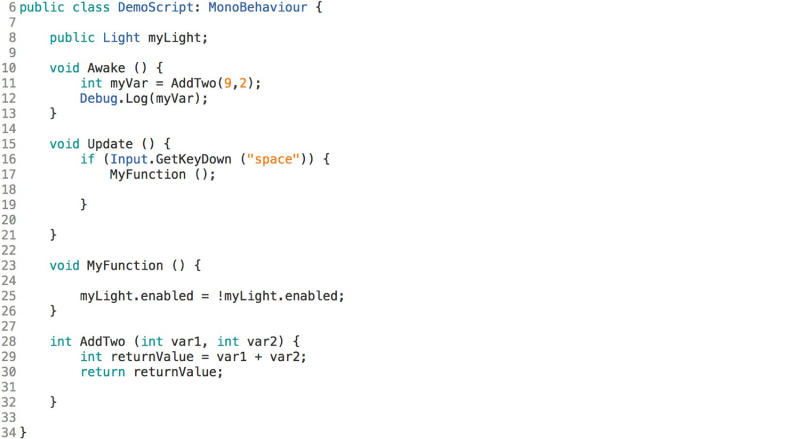 6 public class DemoScript: MonoBehaviour {
7
8     public Light myLight;
9
10     void Awake () {
11         int myVar = AddTwo(9,2);
12         Debug.Log(myVar);
13     }
14
15     void Update () {
16         if (Input.GetKeyDown ("space")) {
17             MyFunction ();
18
19         }
20
21     }
22
23     void MyFunction () {
24
25         myLight.enabled = !myLight.enabled;
26     }
27
28     int AddTwo (int var1, int var2) {
29         int returnValue = var1 + var2;
30         return returnValue;
31
32     }
33
34 }